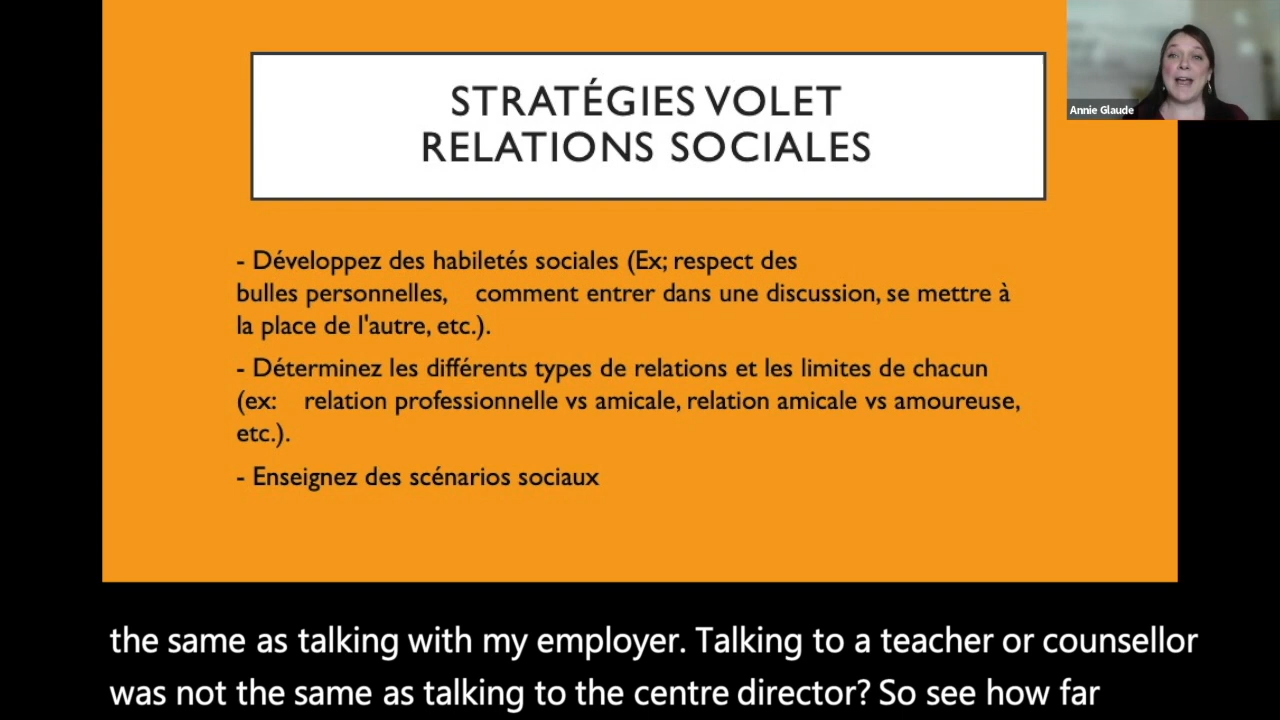 STRATÉGIES VOLET
RELATIONS SOCIALES
Annie Glaude
- Développez des habiletés sociales (Ex; respect des
bulles personnelles, comment entrer dans une discussion, se mettre à
la place de l'autre, etc.).
- Déterminez les différents types de relations et les limites de chacun
(ex: relation professionnelle vs amicale, relation amicale vs amoureuse,
etc.).
- Enseignez des scénarios sociaux
the same as talking with my employer. Talking to a teacher or counsellor
was not the same as talking to the centre director? So see how far